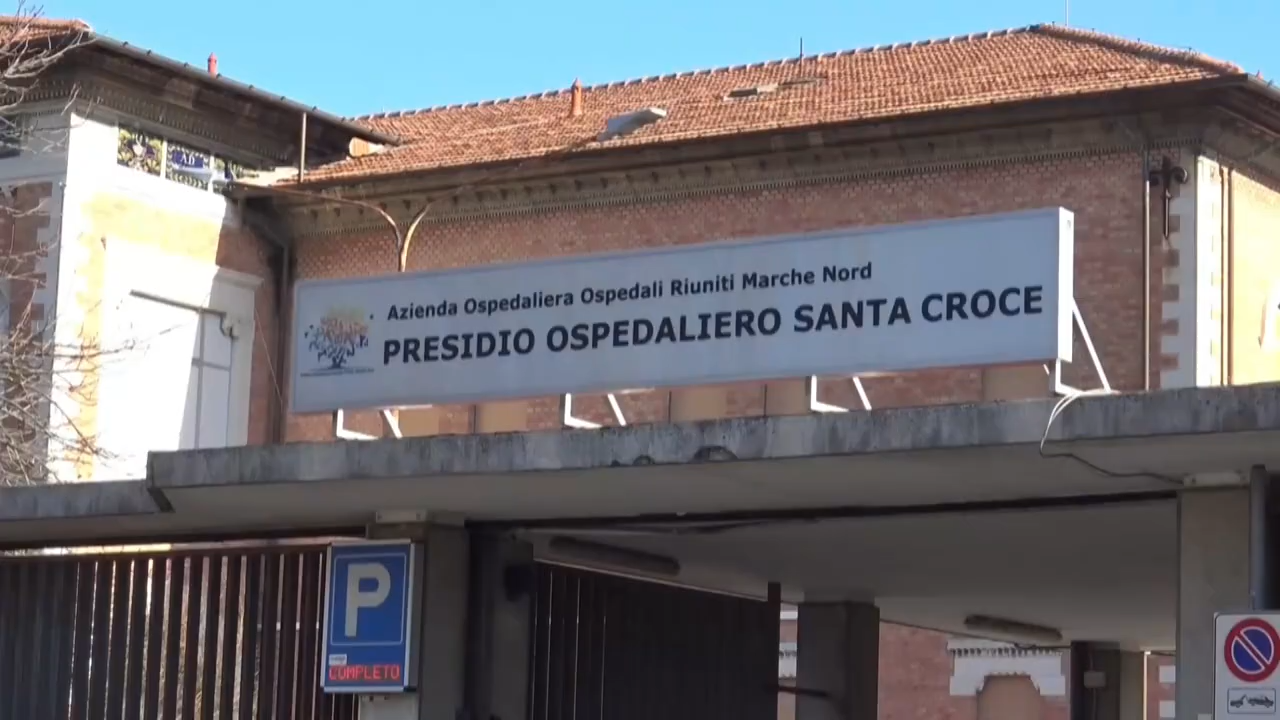 Azienda Ospedaliera Ospedali Riuniti Marche Nord
PRESIDIO OSPEDALIERO SANTA CROCE
P
COMPLETO